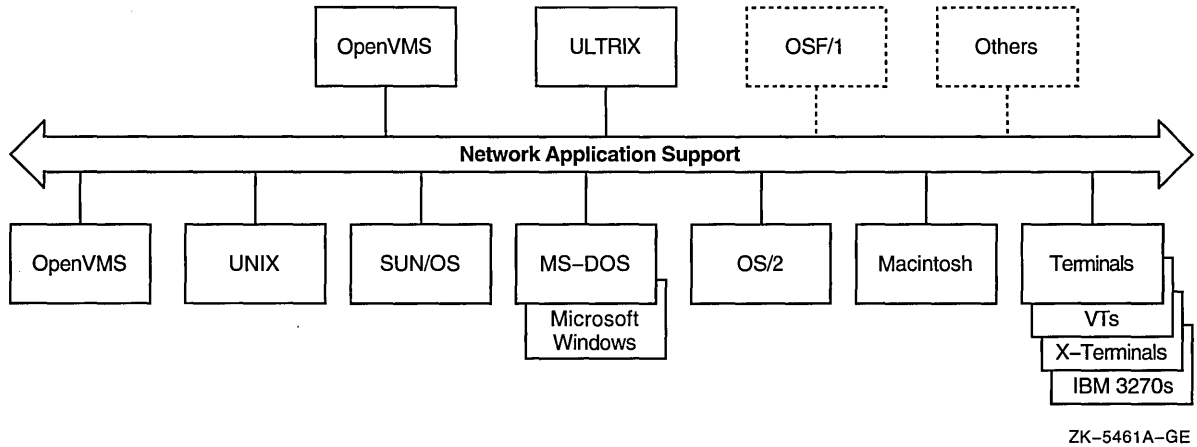 OpenVMS
ULTRIX
OSF/1
Others
Network Application Support
OpenVMS
UNIX
SUN/OS
MS-DOS
OS/2
Macintosh
Terminals
Microsoft
Windows
VTs
X-Terminals
IBM 3270s
ZK-5461A-GE